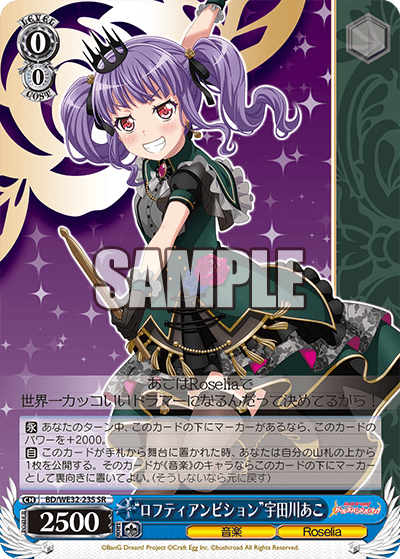 LEVEL
0
0
COST
SAMPLE
あこはRoseliaで
世界一カッコいいドラマーになるんだって決めてるから!
永 あなたのターン中、このカードの下にマーカーがあるなら、このカードの
パワーを+2000。
自 このカードが手札から舞台に置かれた時、あなたは自分の山札の上か
ら1枚を公開する。そのカードが《音楽》のキャラならこのカードの下にマーカー
として表向きに置いてよい。(そうしないなら元に戻す)
CH BD/WE32-23S SR
2500
"ロフティアンビション"宇田川あこ
音楽 Roselia
©BanG Dream! Project ©Craft Egg Inc. ©bushiroad All Rights Reserved.